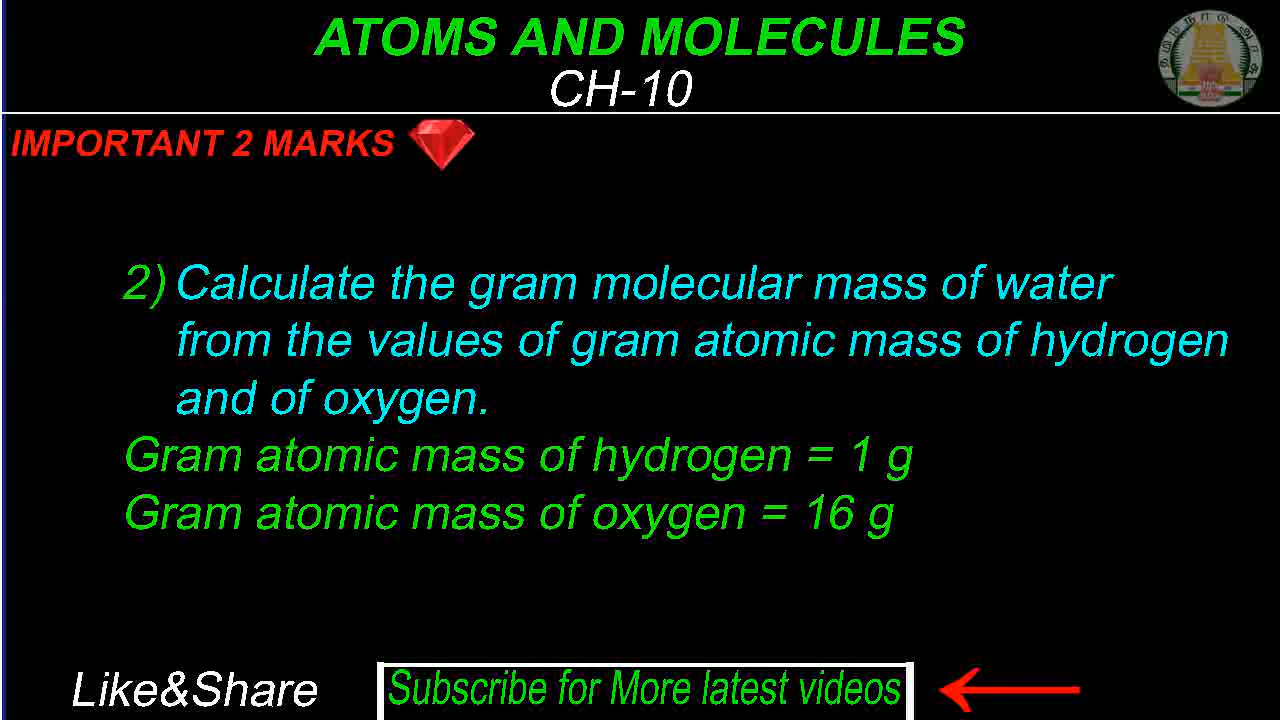 ATOMS AND MOLECULES
CH-10
IMPORTANT 2 MARKS
2) Calculate the gram molecular mass of water
from the values of gram atomic mass of hydrogen
and of oxygen.
Gram atomic mass of hydrogen = 1 g
Gram atomic mass of oxygen = 16 g
Like&Share
Subscribe for More latest videos